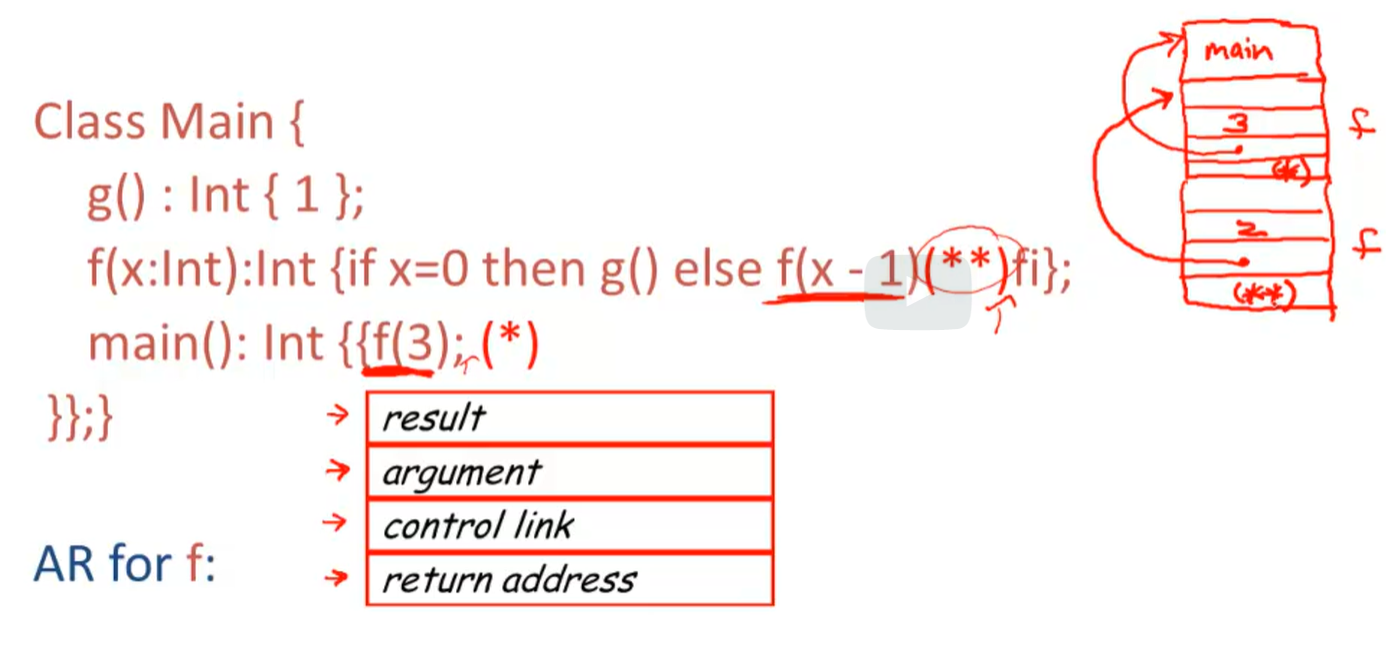 Class Main {
g() : Int { 1 };
f(x:Int):Int {if x=0 then g() else f(x - 1)(**)fi};
main(): Int {{f(3); (*)
}};}
result
argument
control link
return address
AR for f:
main
3
f
(*)
2
f
(**)